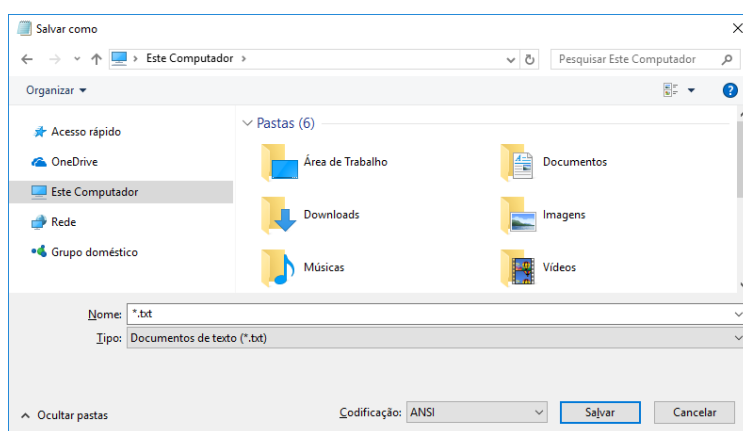 Salvar como
Este Computador
Pesquisar Este Computador
Organizar
?
Acesso rápido
OneDrive
Este Computador
Rede
Grupo doméstico
Pastas (6)
Área de Trabalho
Documentos
Downloads
Imagens
Músicas
Vídeos
Nome: *.txt
Tipo: Documentos de texto (*.txt)
Ocultar pastas
Codificação: ANSI
Salvar
Cancelar